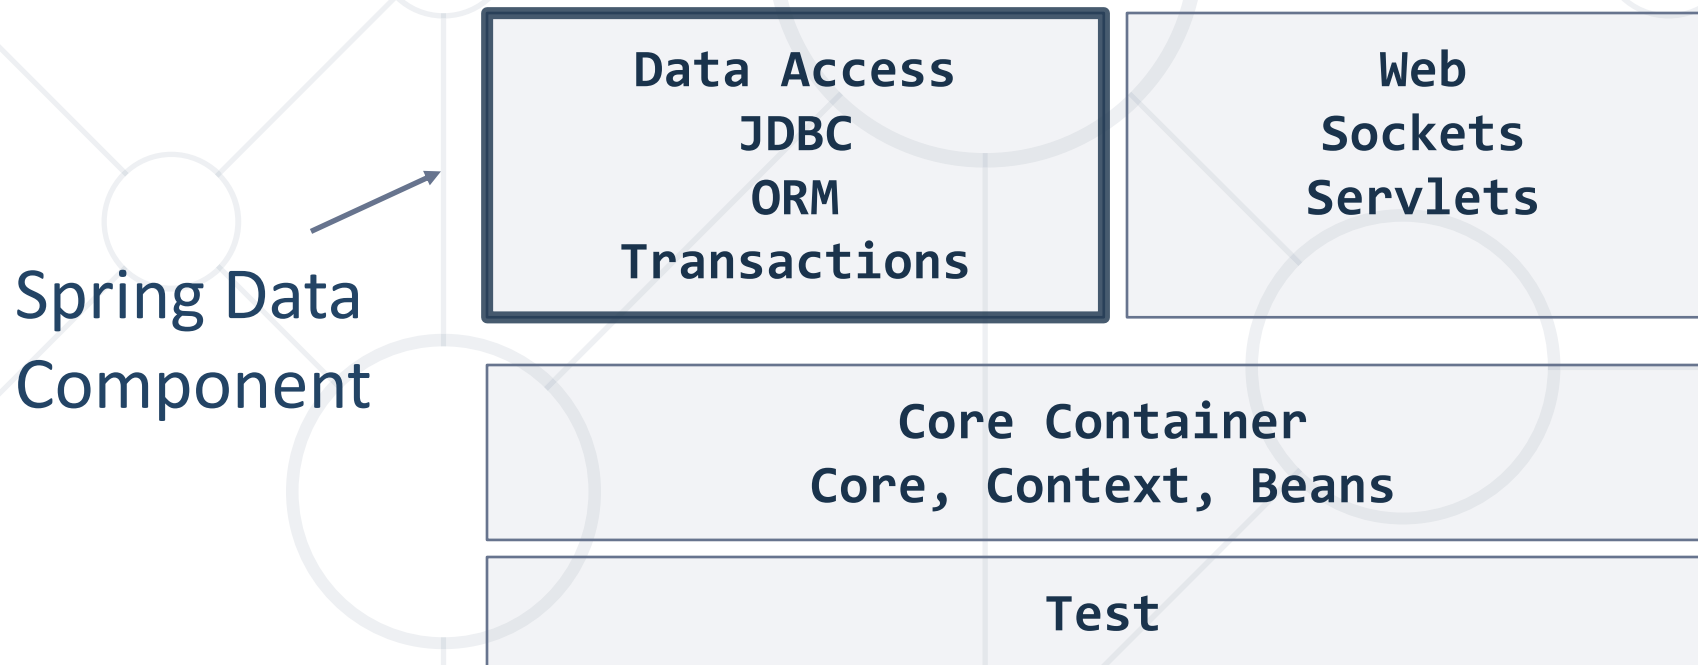 Spring Data
Component
Data Access
JDBC
ORM
Transactions
Web
Sockets
Servlets
Core Container
Core, Context, Beans
Test